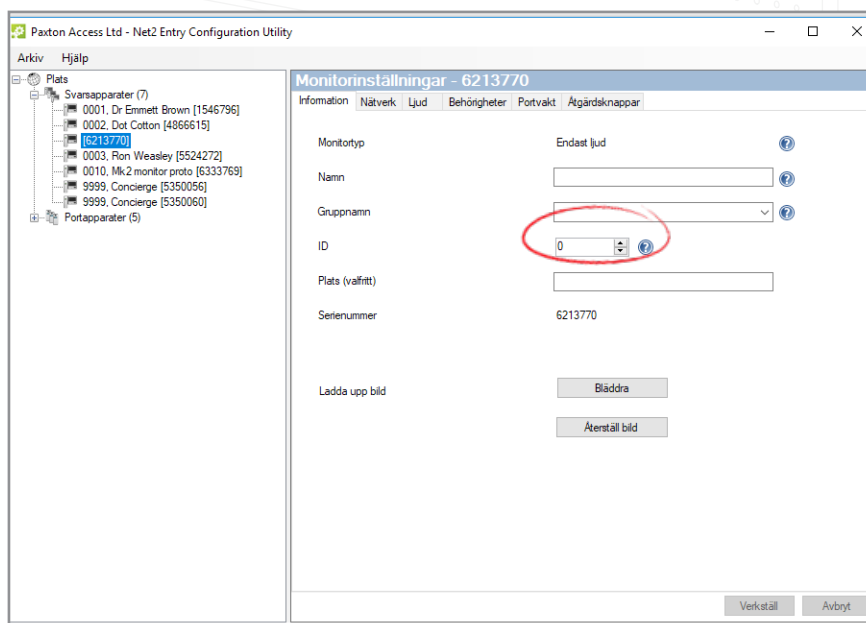 Paxton Access Ltd - Net2 Entry Configuration Utility
Arkiv Hjälp
Plats
Svarsapparater (7)
0001, Dr Emmett Brown [1546796]
0002, Dot Cotton [4866615]
[6213770]
0003, Ron Weasley [5524272]
0010, Mk2 monitor proto [6333769]
9999, Concierge [5350056]
9999, Concierge [5350060]
Portapparater (5)
Monitorinställningar - 6213770
Information Nätverk Ljud Behörigheter Portvakt Åtgärdsknappar
Monitortyp Endast ljud
Namn
Gruppnamn
ID 0
Plats (valfritt)
Serienummer 6213770
Ladda upp bild Bläddra
Återställ bild
Verkställ Avbryt